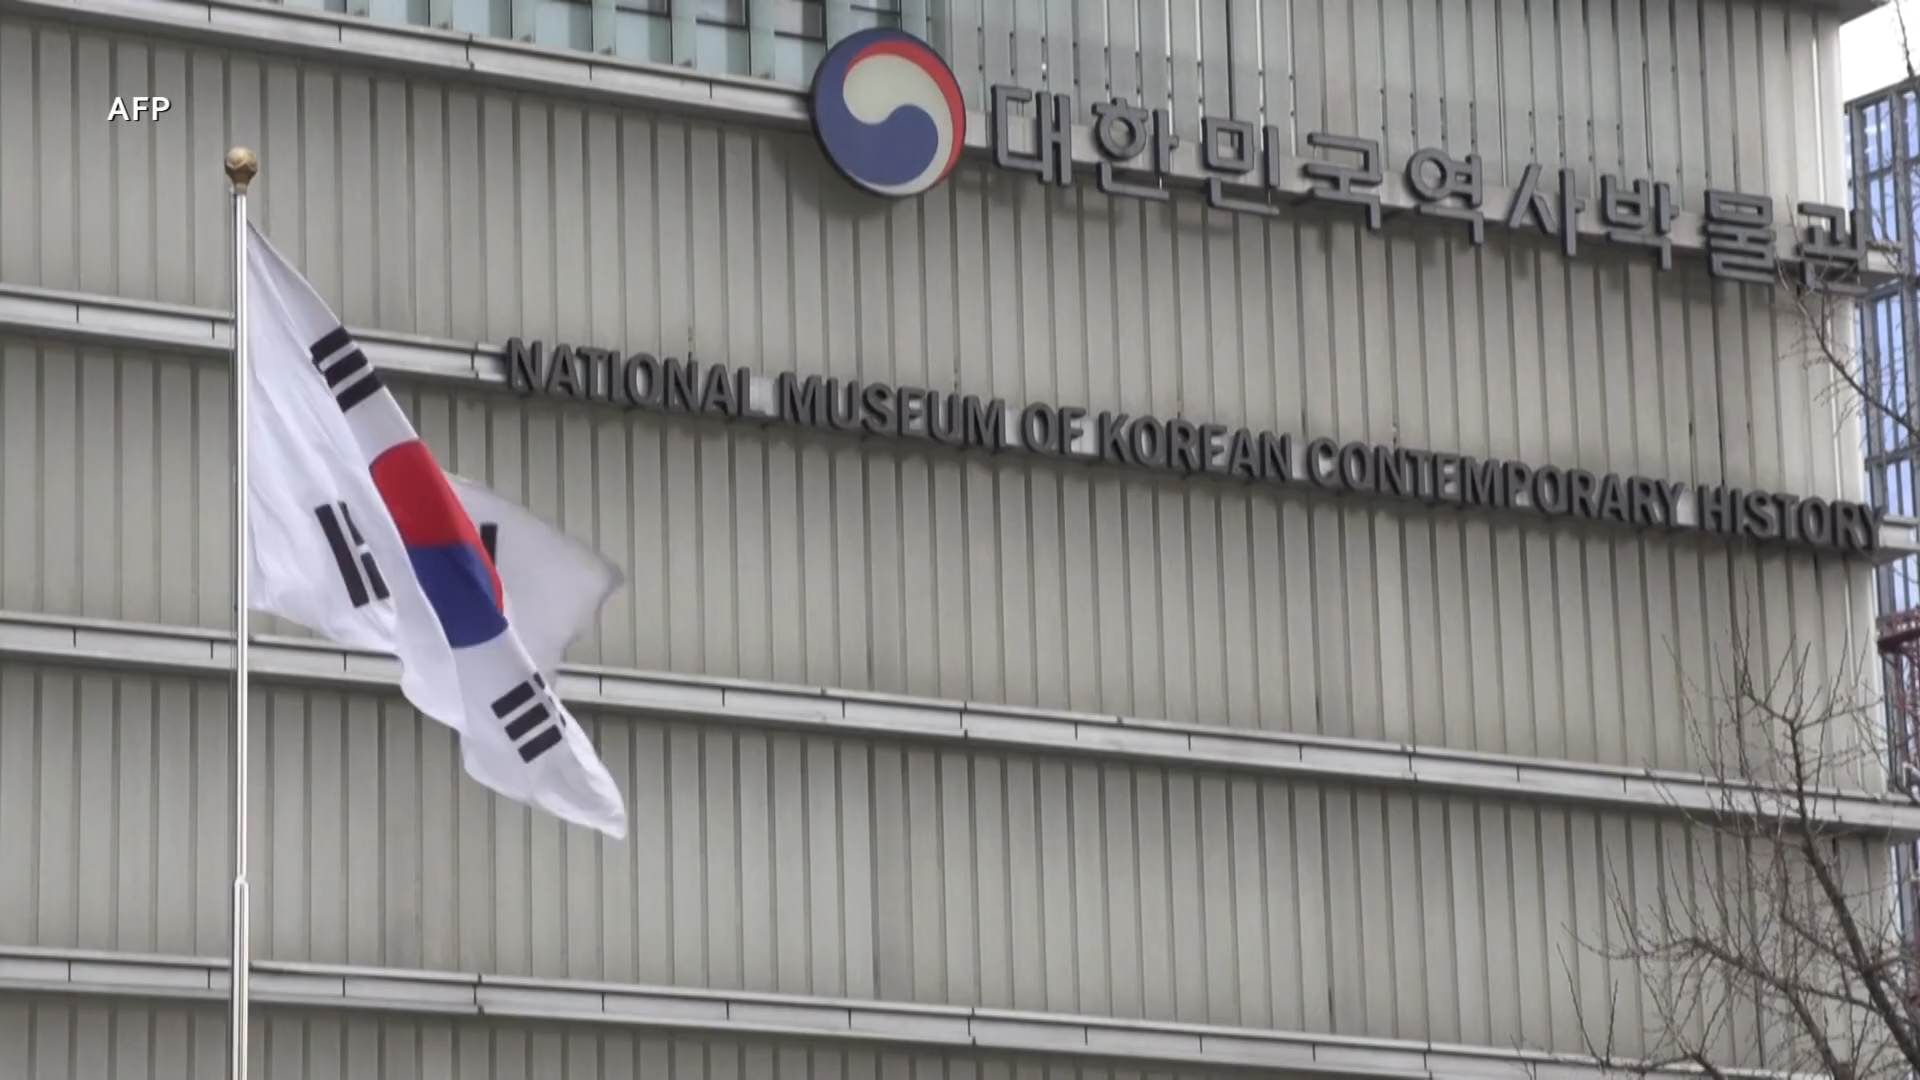 AFP
대한민국역사박물관
NATIONAL MUSEUM OF KOREAN CONTEMPORARY HISTORY